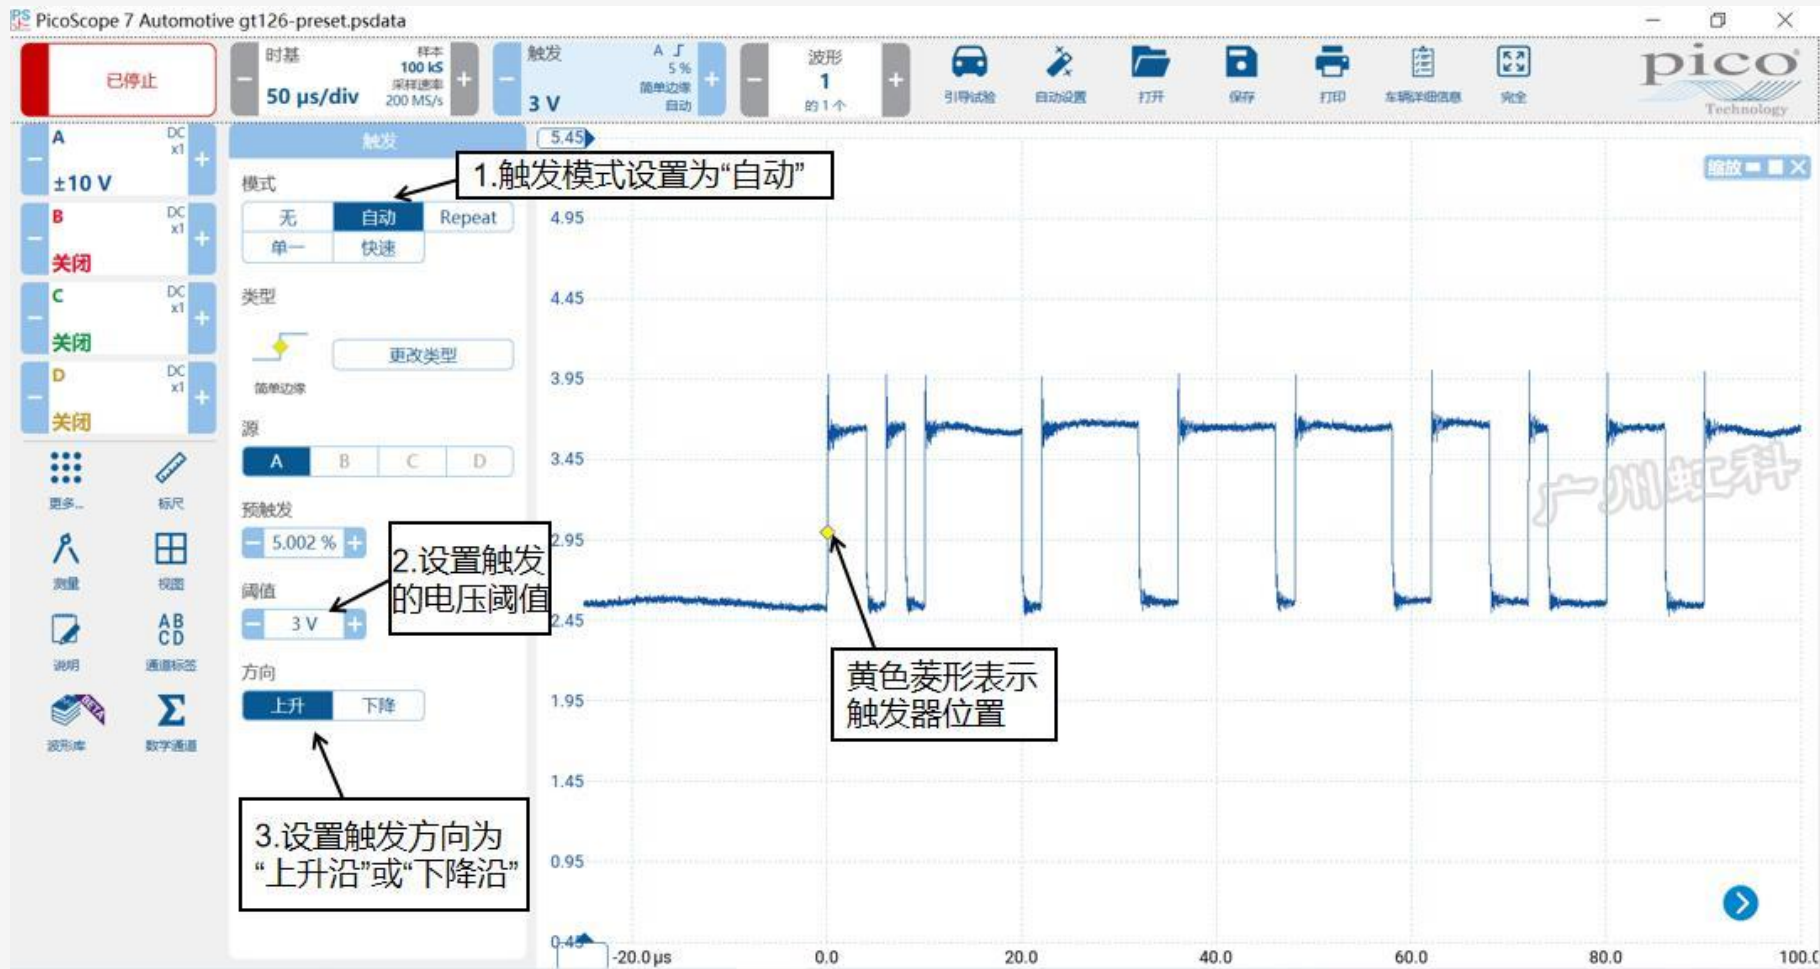 PicoScope 7 Automotive gt126-preset.psdata
已停止
时基
50 µs/div
样本
100 kS
采样速率
200 MS/s
触发
3 V
A
5 %
简单边缘
自动
波形
1
的 1 个
引导试验
自动设置
打开
保存
打印
车辆详细信息
完全
pico
Technology
A
DC
x1
±10 V
B
DC
x1
关闭
C
DC
x1
关闭
D
DC
x1
关闭
更多...
标尺
测量
视图
说明
AB
CD
通道标签
BETA
波形库
数学通道
触发
模式
无 自动 Repeat
单一 快速
类型
更改类型
简单边缘
源
A B C D
预触发
5.002 %
阈值
3 V
方向
上升 下降
1.触发模式设置为“自动”
2.设置触发
的电压阈值
3.设置触发方向为
“上升沿”或“下降沿”
黄色菱形表示
触发器位置
缩放
广州虹科
5.45
4.95
4.45
3.95
3.45
2.95
2.45
1.95
1.45
0.95
0.45
-20.0 µs 0.0 20.0 40.0 60.0 80.0 100.0